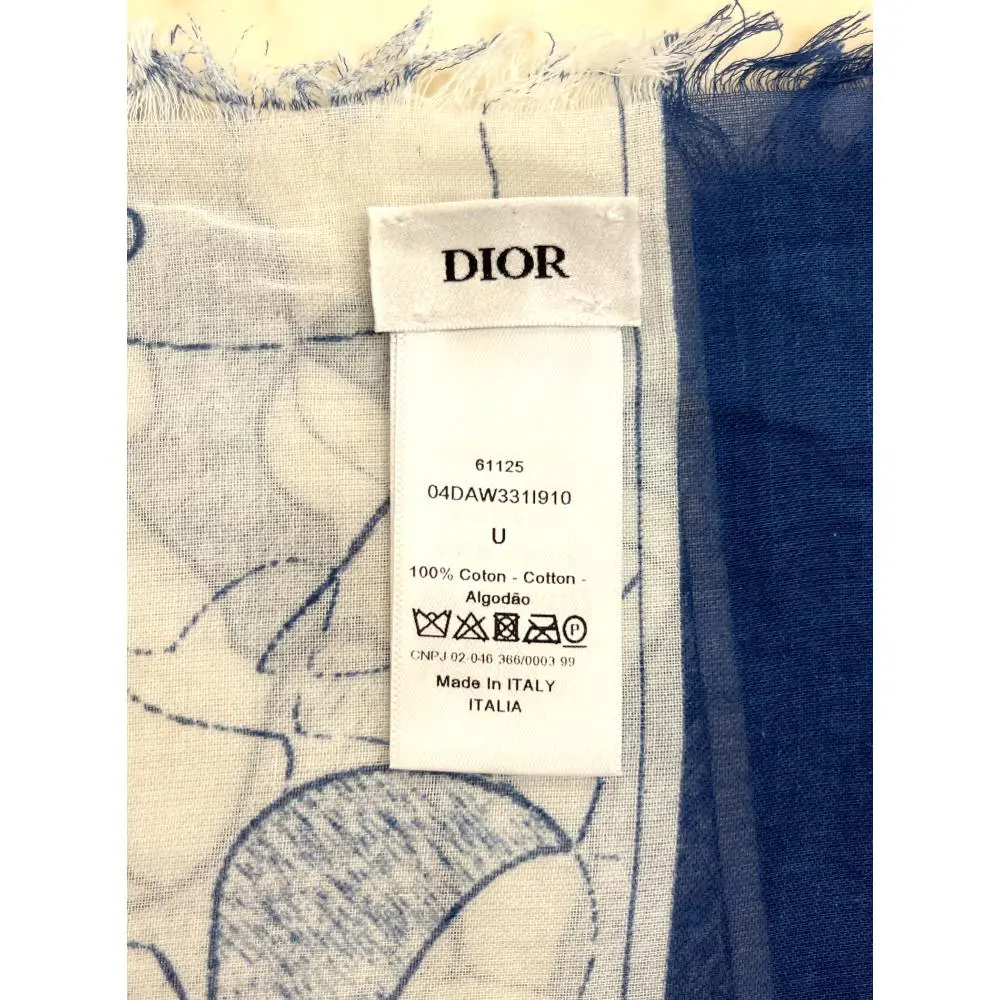 DIOR
61125
04DAW331I910
U
100% Coton - Cotton -
Algodão
P
CNPJ 02-046 366/0003 99
Made In ITALY
ITALIA